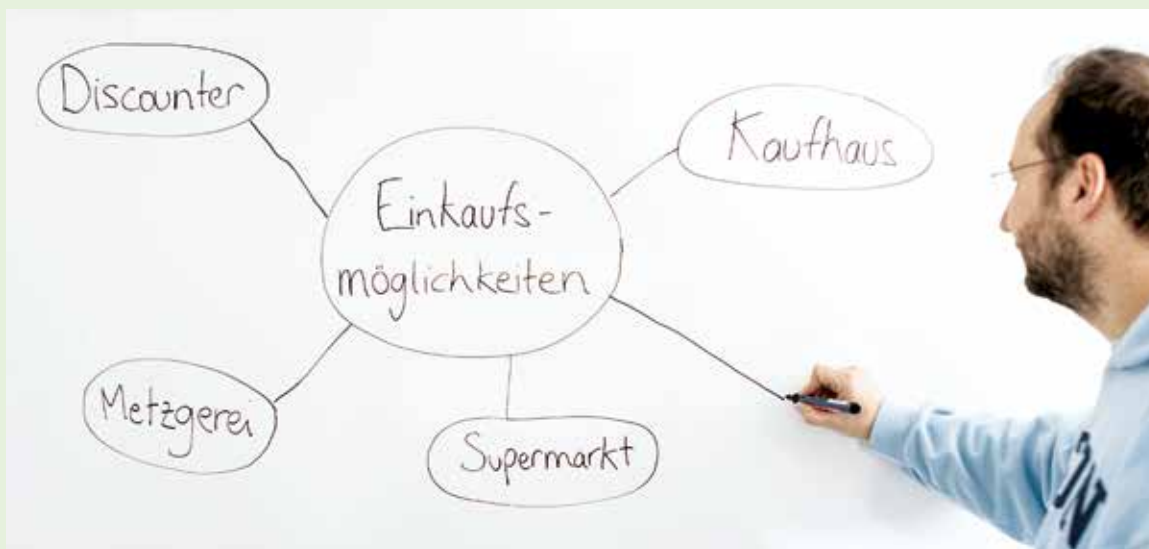 Discounter
Kaufhaus
Einkaufs-
möglichkeiten
Metzgerei
Supermarkt